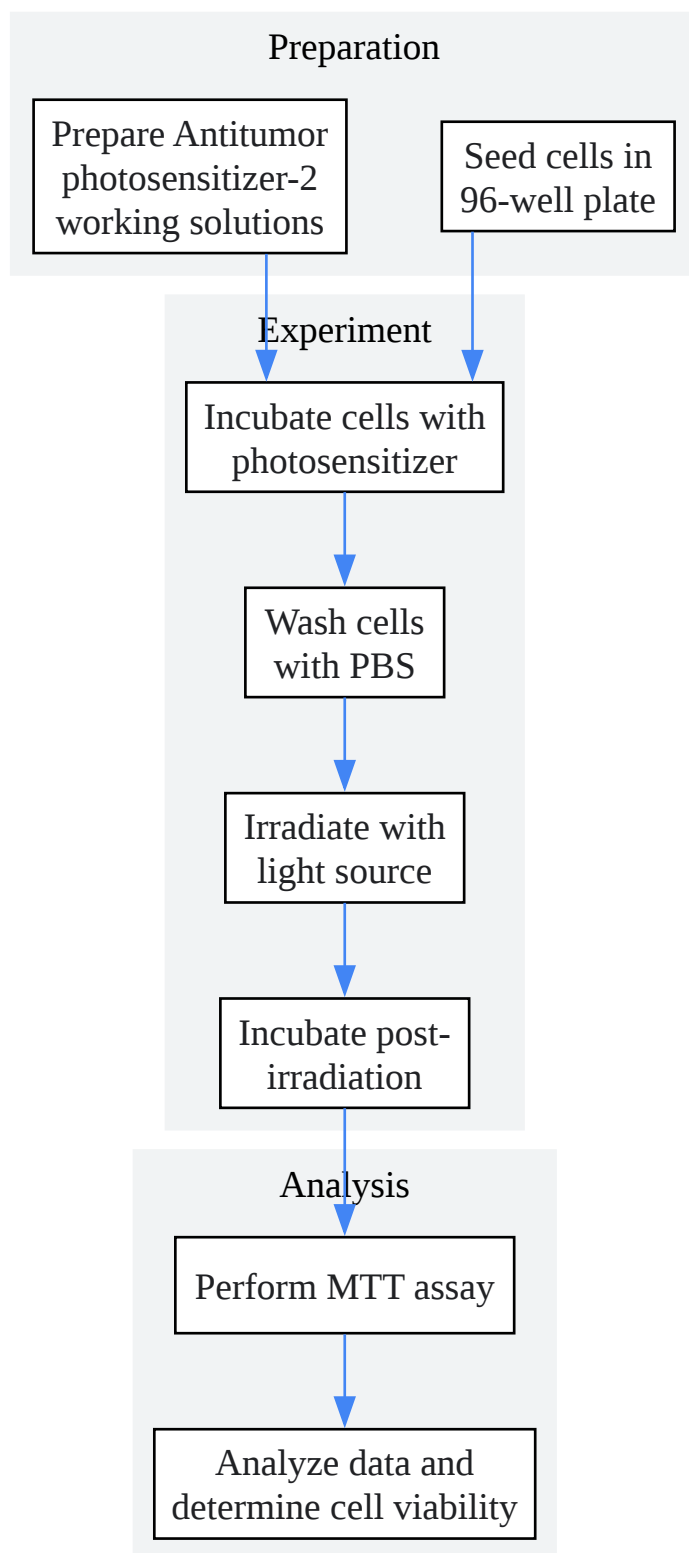 Preparation
Prepare Antitumor
photosensitizer-2
working solutions
Seed cells in
96-well plate
Experiment
Incubate cells with
photosensitizer
Wash cells
with PBS
Irradiate with
light source
Incubate post-
irradiation
Analysis
Perform MTT assay
Analyze data and
determine cell viability